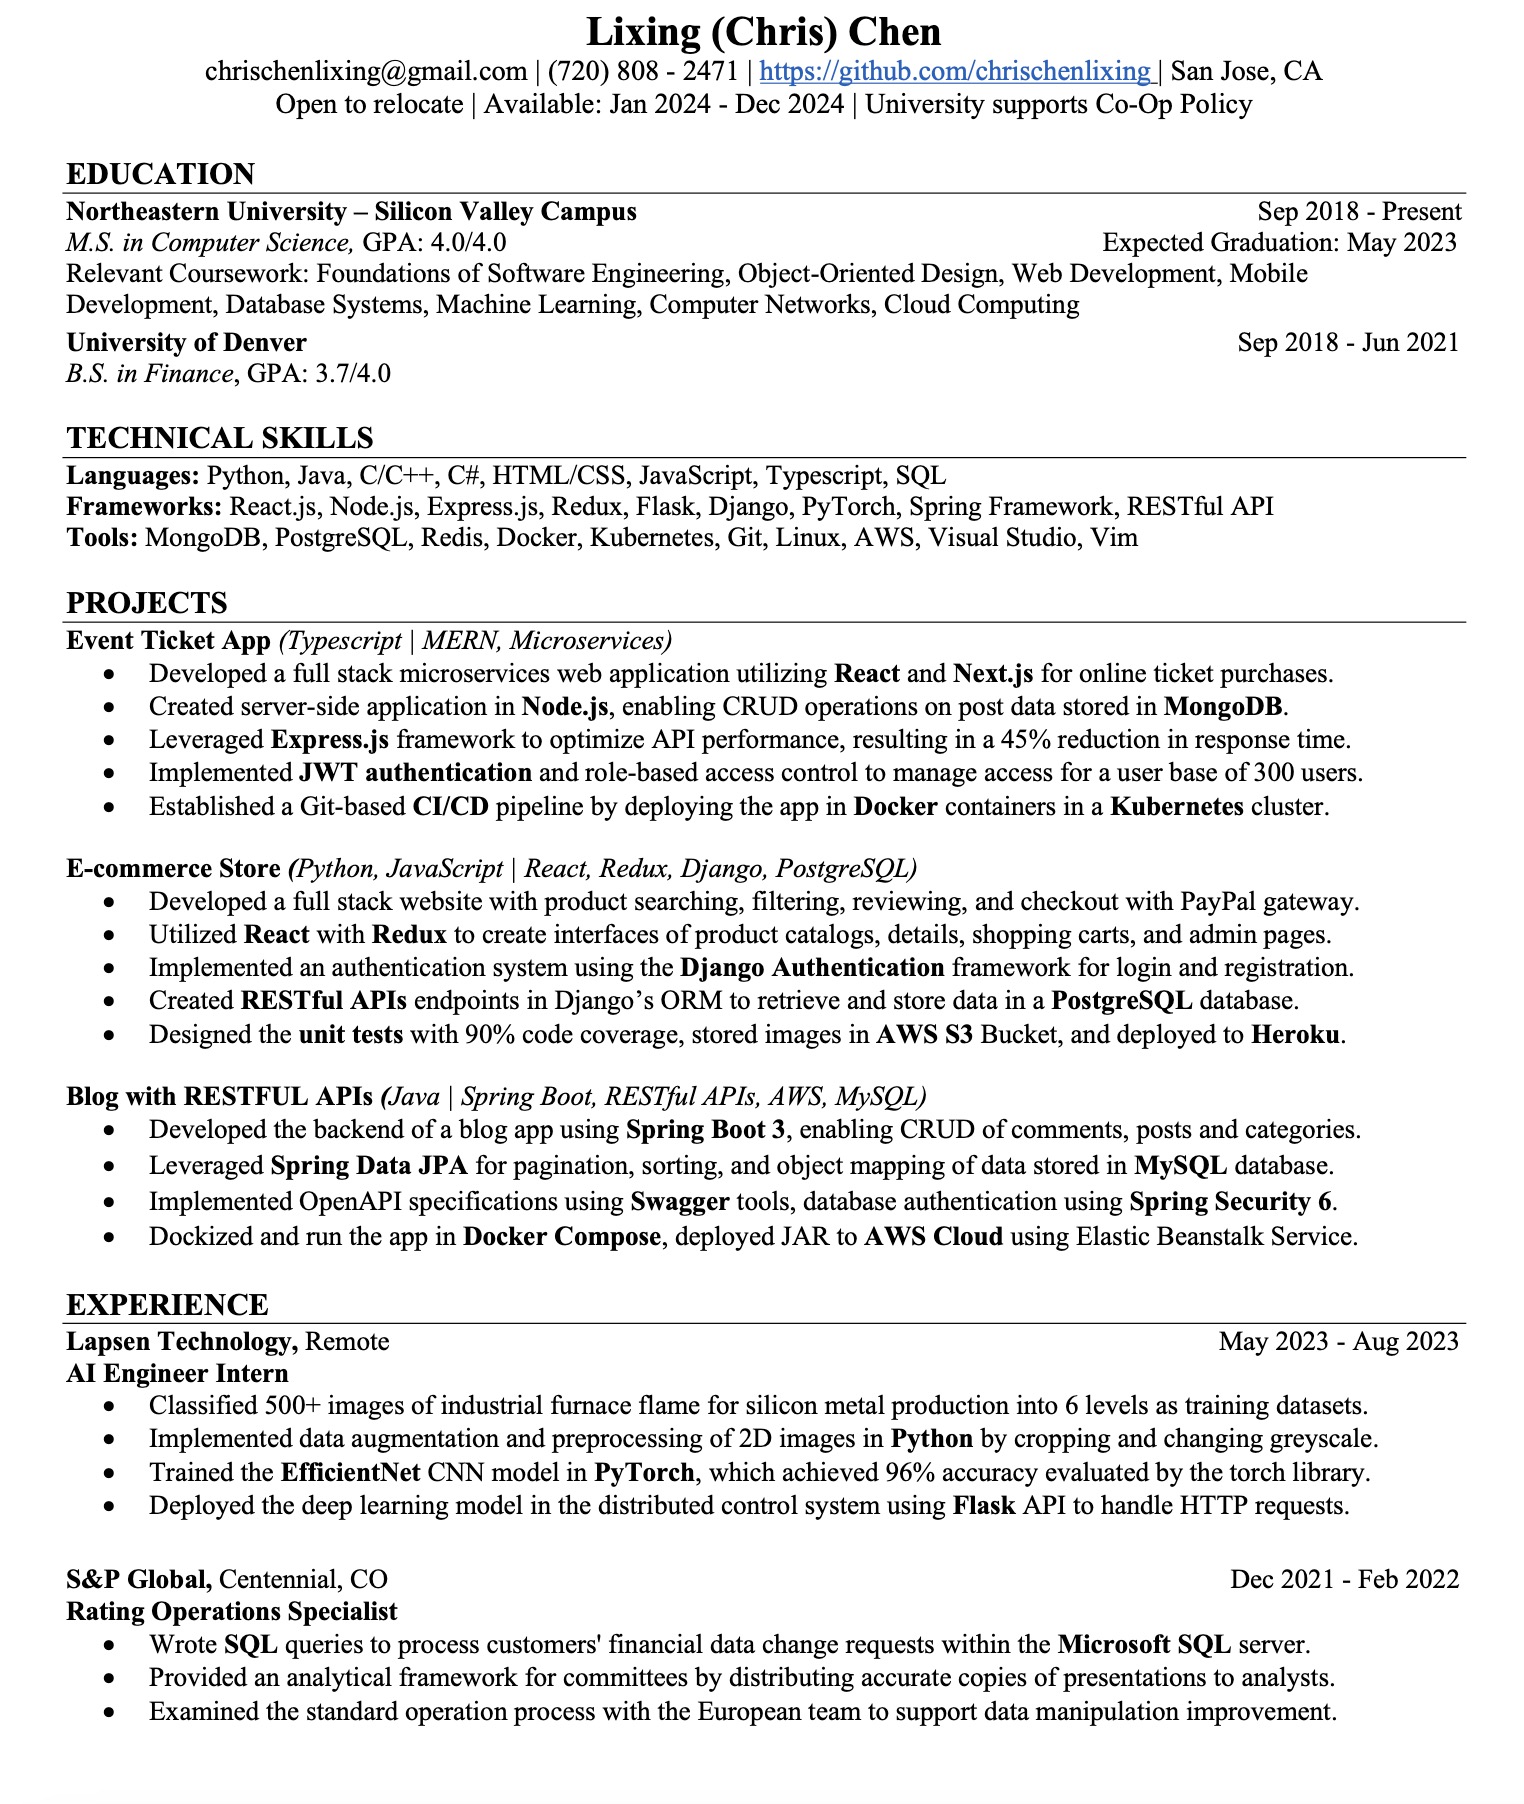 Lixing (Chris) Chen
chrischenlixing@gmail.com | (720) 808 - 2471 | https://github.com/chrischenlixing | San Jose, CA
Open to relocate | Available: Jan 2024 - Dec 2024 | University supports Co-Op Policy
EDUCATION
Northeastern University – Silicon Valley Campus Sep 2018 - Present
M.S. in Computer Science, GPA: 4.0/4.0 Expected Graduation: May 2023
Relevant Coursework: Foundations of Software Engineering, Object-Oriented Design, Web Development, Mobile
Development, Database Systems, Machine Learning, Computer Networks, Cloud Computing
University of Denver Sep 2018 - Jun 2021
B.S. in Finance, GPA: 3.7/4.0
TECHNICAL SKILLS
Languages: Python, Java, C/C++, C#, HTML/CSS, JavaScript, Typescript, SQL
Frameworks: React.js, Node.js, Express.js, Redux, Flask, Django, PyTorch, Spring Framework, RESTful API
Tools: MongoDB, PostgreSQL, Redis, Docker, Kubernetes, Git, Linux, AWS, Visual Studio, Vim
PROJECTS
Event Ticket App (Typescript | MERN, Microservices)
• Developed a full stack microservices web application utilizing React and Next.js for online ticket purchases.
• Created server-side application in Node.js, enabling CRUD operations on post data stored in MongoDB.
• Leveraged Express.js framework to optimize API performance, resulting in a 45% reduction in response time.
• Implemented JWT authentication and role-based access control to manage access for a user base of 300 users.
• Established a Git-based CI/CD pipeline by deploying the app in Docker containers in a Kubernetes cluster.
E-commerce Store (Python, JavaScript | React, Redux, Django, PostgreSQL)
• Developed a full stack website with product searching, filtering, reviewing, and checkout with PayPal gateway.
• Utilized React with Redux to create interfaces of product catalogs, details, shopping carts, and admin pages.
• Implemented an authentication system using the Django Authentication framework for login and registration.
• Created RESTful APIs endpoints in Django’s ORM to retrieve and store data in a PostgreSQL database.
• Designed the unit tests with 90% code coverage, stored images in AWS S3 Bucket, and deployed to Heroku.
Blog with RESTFUL APIs (Java | Spring Boot, RESTful APIs, AWS, MySQL)
• Developed the backend of a blog app using Spring Boot 3, enabling CRUD of comments, posts and categories.
• Leveraged Spring Data JPA for pagination, sorting, and object mapping of data stored in MySQL database.
• Implemented OpenAPI specifications using Swagger tools, database authentication using Spring Security 6.
• Dockized and run the app in Docker Compose, deployed JAR to AWS Cloud using Elastic Beanstalk Service.
EXPERIENCE
Lapsen Technology, Remote May 2023 - Aug 2023
AI Engineer Intern
• Classified 500+ images of industrial furnace flame for silicon metal production into 6 levels as training datasets.
• Implemented data augmentation and preprocessing of 2D images in Python by cropping and changing greyscale.
• Trained the EfficientNet CNN model in PyTorch, which achieved 96% accuracy evaluated by the torch library.
• Deployed the deep learning model in the distributed control system using Flask API to handle HTTP requests.
S&P Global, Centennial, CO Dec 2021 - Feb 2022
Rating Operations Specialist
• Wrote SQL queries to process customers' financial data change requests within the Microsoft SQL server.
• Provided an analytical framework for committees by distributing accurate copies of presentations to analysts.
• Examined the standard operation process with the European team to support data manipulation improvement.